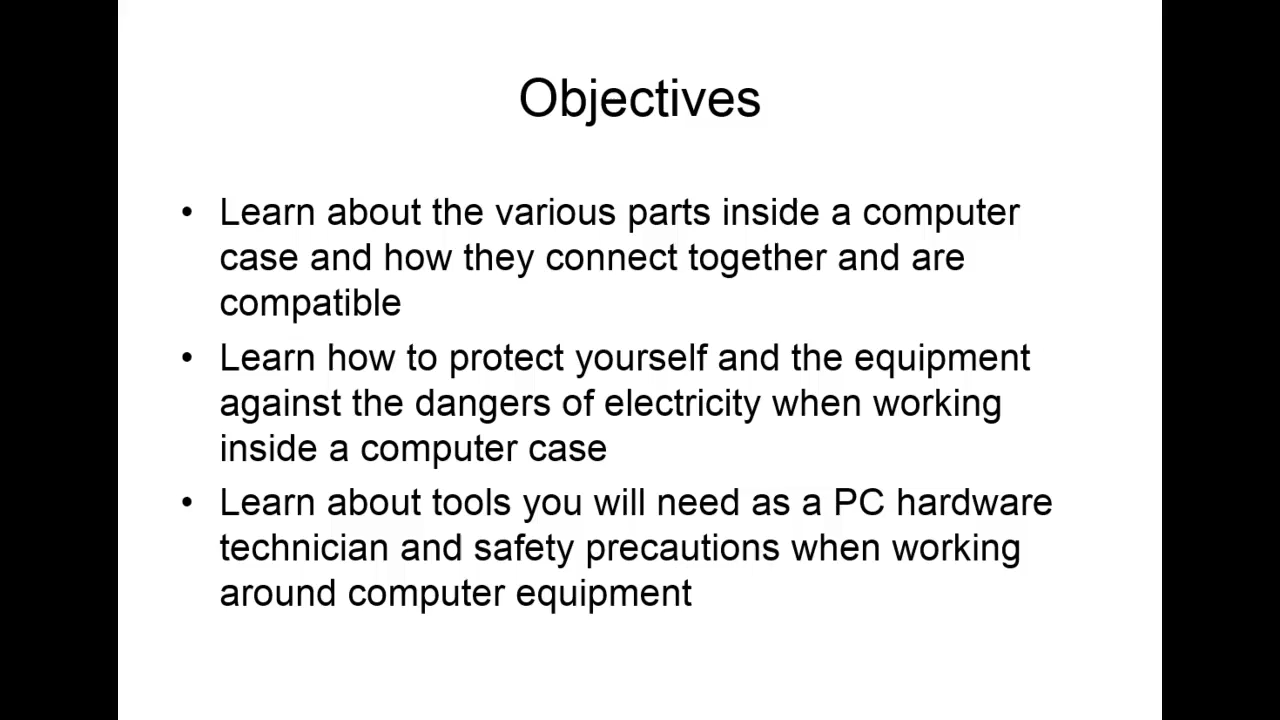 Objectives
• Learn about the various parts inside a computer
case and how they connect together and are
compatible
• Learn how to protect yourself and the equipment
against the dangers of electricity when working
inside a computer case
• Learn about tools you will need as a PC hardware
technician and safety precautions when working
around computer equipment